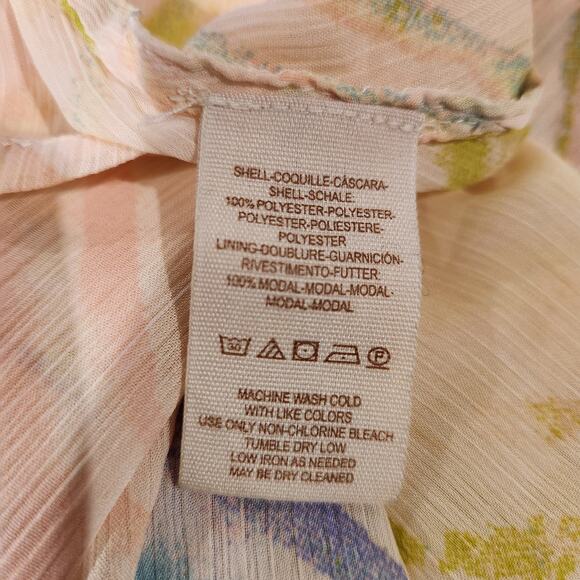 SHELL-COQUILLE-CÁSCARA-
SHELL-SCHALE:
100% POLYESTER-POLYESTER-
POLYESTER-POLIESTERE-
POLYESTER
LINING-DOUBLURE-GUARNICIÓN-
RIVESTIMENTO-FUTTER:
100% MODAL-MODAL-MODAL-
MODAL-MODAL
30 P
MACHINE WASH COLD
WITH LIKE COLORS
USE ONLY NON-CHLORINE BLEACH
TUMBLE DRY LOW
LOW IRON AS NEEDED
MAY BE DRY CLEANED